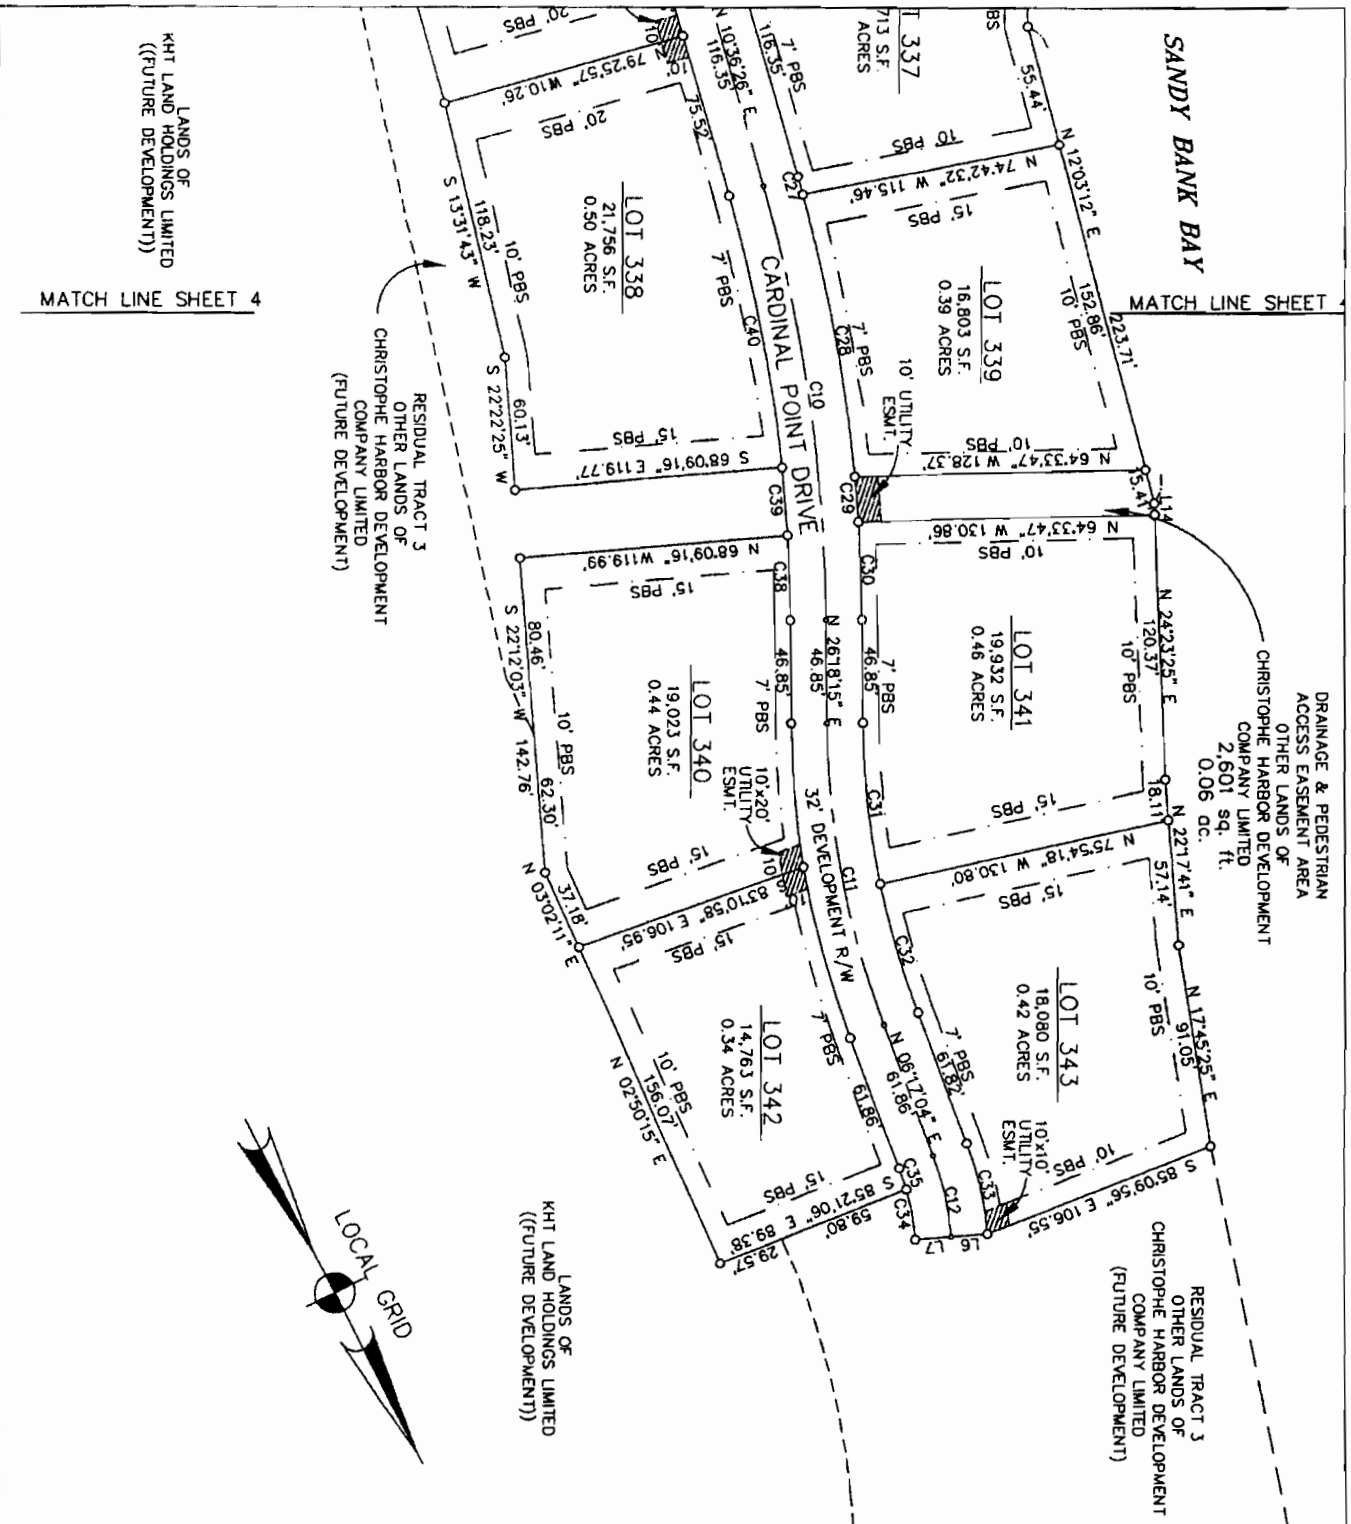 SANDY BANK BAY
MATCH LINE SHEET 4
MATCH LINE SHEET 4
LANDS OF
KHT LAND HOLDINGS LIMITED
((FUTURE DEVELOPMENT))
RESIDUAL TRACT 3
OTHER LANDS OF
CHRISTOPHE HARBOR DEVELOPMENT
COMPANY LIMITED
(FUTURE DEVELOPMENT)
DRAINAGE & PEDESTRIAN
ACCESS EASEMENT AREA
OTHER LANDS OF
CHRISTOPHE HARBOR DEVELOPMENT
COMPANY LIMITED
2,601 sq. ft.
0.06 ac.
337
713 S.F.
ACRES
PBS
7' PBS
10' PBS
55.44'
N 12°03'12" E
223.71'
152.86'
10' PBS
N 74°42'32" W 115.46'
15' PBS
C27
116.35'
N 10°36'26" E
116.35'
20' PBS
10'
10'
N 79°25'57" W 10.26'
20' PBS
75.52'
LOT 338
21,756 S.F.
0.50 ACRES
7' PBS
C40
S 13°31'43" W
118.23'
10' PBS
S 22°22'25" W
60.13'
15' PBS
S 68°09'16" E 119.77'
CARDINAL POINT DRIVE
C10
LOT 339
16,803 S.F.
0.39 ACRES
7' PBS
C28
10' UTILITY
ESMT.
10' PBS
N 64°33'47" W 128.37'
5.41'
L14
C29
C39
N 64°33'47" W 130.86'
10' PBS
N 68°09'16" W 119.99'
15' PBS
C38
C30
46.85'
N 26°18'15" E
46.85'
46.85'
7' PBS
7' PBS
LOT 341
19,932 S.F.
0.46 ACRES
N 24°23'25" E
120.37'
10' PBS
18.11'
15' PBS
C31
N 75°54'18" W 130.80'
15' PBS
LOT 340
19,023 S.F.
0.44 ACRES
S 22°12'03" W 142.76'
80.46'
62.30'
10' PBS
10'x20'
UTILITY
ESMT.
15' PBS
10'
83°10'58" E 106.95'
15' PBS
N 03°02'11" E
37.18'
32' DEVELOPMENT R/W
C11
C32
N 22°17'41" E
57.14'
N 17°45'25" E
91.05'
10' PBS
LOT 343
18,080 S.F.
0.42 ACRES
7' PBS
61.82'
N 06°17'04" E
61.86'
61.86'
7' PBS
LOT 342
14,763 S.F.
0.34 ACRES
10' PBS
156.07'
N 02°50'15" E
15' PBS
S 85°21'06" E 89.38'
59.80'
29.57'
C35
C34
C12
C33
L7
L6
10'x10'
UTILITY
ESMT.
10' PBS
S 85°09'56" E 106.55'
LANDS OF
KHT LAND HOLDINGS LIMITED
((FUTURE DEVELOPMENT))
RESIDUAL TRACT 3
OTHER LANDS OF
CHRISTOPHE HARBOR DEVELOPMENT
COMPANY LIMITED
(FUTURE DEVELOPMENT)
LOCAL GRID